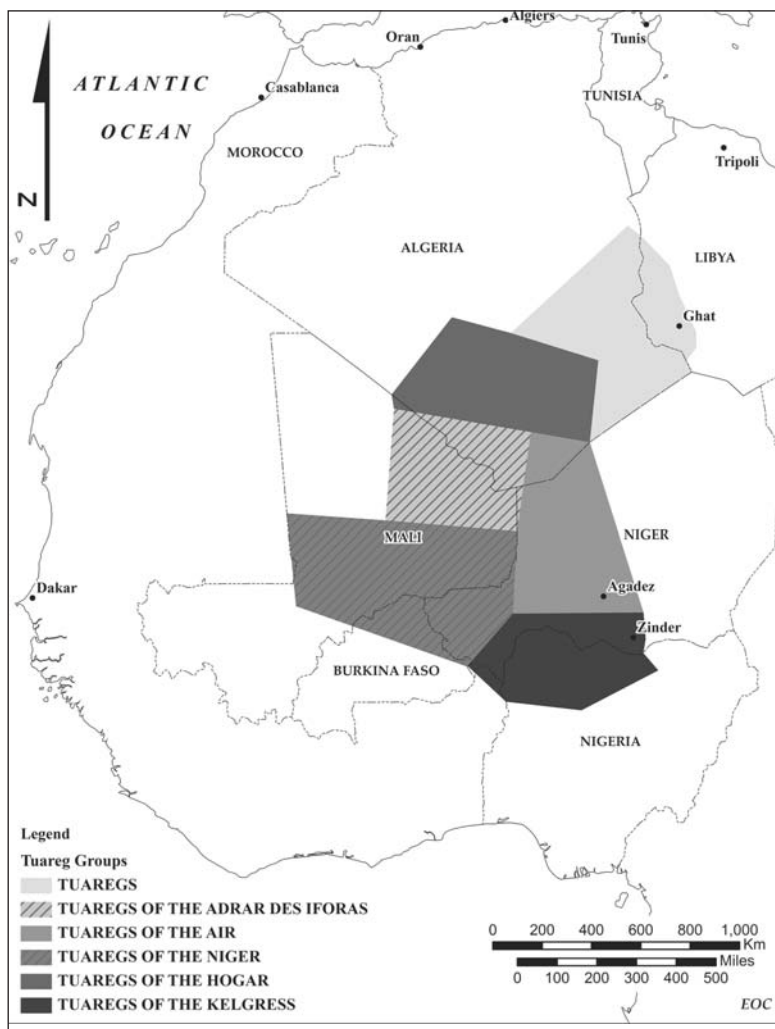 Algiers
Oran
Tunis
ATLANTIC
OCEAN
Casablanca
TUNISIA
MOROCCO
Tripoli
N
ALGERIA
LIBYA
Ghat
MALI
NIGER
Agadez
Dakar
Zinder
BURKINA FASO
NIGERIA
Legend
Tuareg Groups
TUAREGS
TUAREGS OF THE ADRAR DES IFORAS
TUAREGS OF THE AIR
TUAREGS OF THE NIGER
TUAREGS OF THE HOGAR
TUAREGS OF THE KELGRESS
0 200 400 600 800 1,000
Km
Miles
0 100 200 300 400 500
EOC